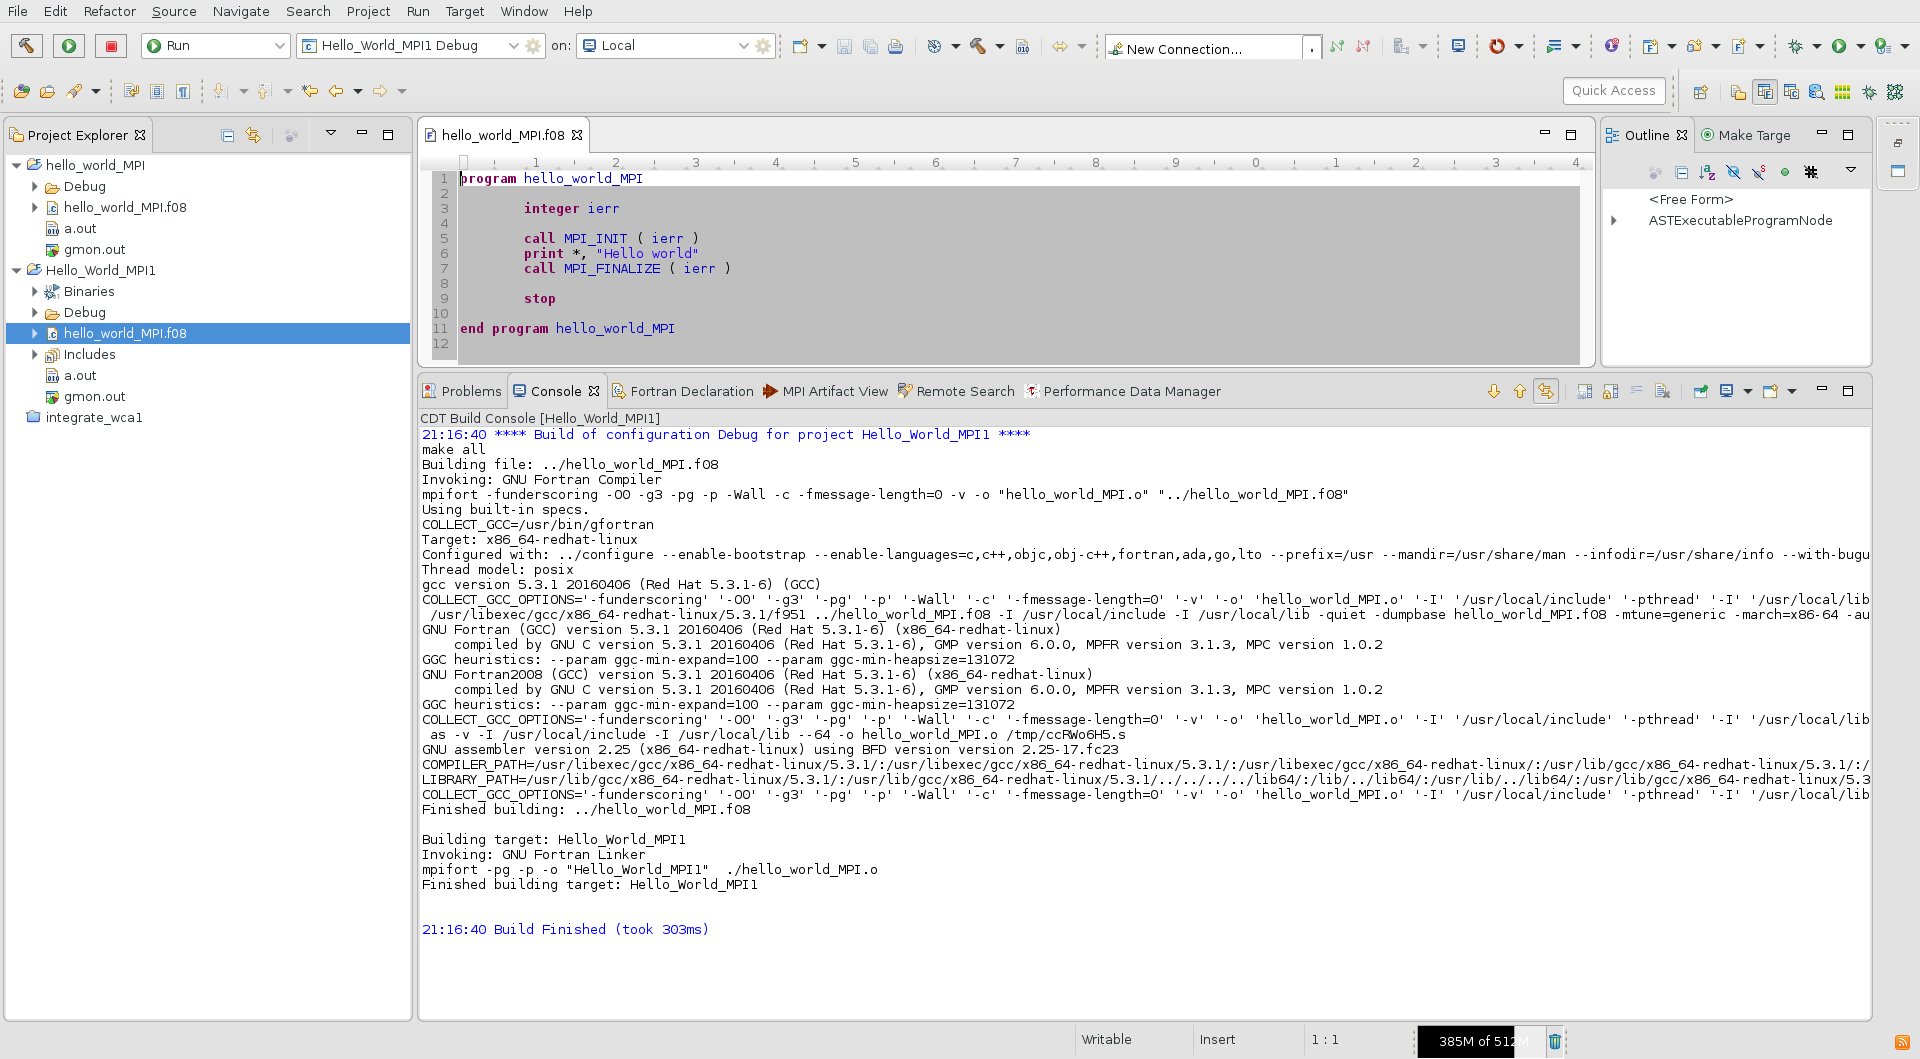 File Edit Refactor Source Navigate Search Project Run Target Window Help
Run
Hello_World_MPI1 Debug
on:
Local
New Connection...
Quick Access
Project Explorer
hello_world_MPI
Debug
hello_world_MPI.f08
a.out
gmon.out
Hello_World_MPI1
Binaries
Debug
hello_world_MPI.f08
Includes
a.out
gmon.out
integrate_wca1
hello_world_MPI.f08
1 2 3 4 5 6 7 8 9 0 1 2 3 4
1 program hello_world_MPI
2
3 integer ierr
4
5 call MPI_INIT ( ierr )
6 print *, "Hello world"
7 call MPI_FINALIZE ( ierr )
8
9 stop
10
11 end program hello_world_MPI
12
Outline
Make Targe
<Free Form>
ASTExecutableProgramNode
Problems
Console
Fortran Declaration
MPI Artifact View
Remote Search
Performance Data Manager
CDT Build Console [Hello_World_MPI1]
21:16:40 **** Build of configuration Debug for project Hello_World_MPI1 ****
make all
Building file: ../hello_world_MPI.f08
Invoking: GNU Fortran Compiler
mpifort -funderscoring -O0 -g3 -pg -p -Wall -c -fmessage-length=0 -v -o "hello_world_MPI.o" "../hello_world_MPI.f08"
Using built-in specs.
COLLECT_GCC=/usr/bin/gfortran
Target: x86_64-redhat-linux
Configured with: ../configure --enable-bootstrap --enable-languages=c,c++,objc,obj-c++,fortran,ada,go,lto --prefix=/usr --mandir=/usr/share/man --infodir=/usr/share/info --with-bugu
Thread model: posix
gcc version 5.3.1 20160406 (Red Hat 5.3.1-6) (GCC)
COLLECT_GCC_OPTIONS='-funderscoring' '-O0' '-g3' '-pg' '-p' '-Wall' '-c' '-fmessage-length=0' '-v' '-o' 'hello_world_MPI.o' '-I' '/usr/local/include' '-pthread' '-I' '/usr/local/lib
/usr/libexec/gcc/x86_64-redhat-linux/5.3.1/f951 ../hello_world_MPI.f08 -I /usr/local/include -I /usr/local/lib -quiet -dumpbase hello_world_MPI.f08 -mtune=generic -march=x86-64 -au
GNU Fortran (GCC) version 5.3.1 20160406 (Red Hat 5.3.1-6) (x86_64-redhat-linux)
compiled by GNU C version 5.3.1 20160406 (Red Hat 5.3.1-6), GMP version 6.0.0, MPFR version 3.1.3, MPC version 1.0.2
GGC heuristics: --param ggc-min-expand=100 --param ggc-min-heapsize=131072
GNU Fortran2008 (GCC) version 5.3.1 20160406 (Red Hat 5.3.1-6) (x86_64-redhat-linux)
compiled by GNU C version 5.3.1 20160406 (Red Hat 5.3.1-6), GMP version 6.0.0, MPFR version 3.1.3, MPC version 1.0.2
GGC heuristics: --param ggc-min-expand=100 --param ggc-min-heapsize=131072
COLLECT_GCC_OPTIONS='-funderscoring' '-O0' '-g3' '-pg' '-p' '-Wall' '-c' '-fmessage-length=0' '-v' '-o' 'hello_world_MPI.o' '-I' '/usr/local/include' '-pthread' '-I' '/usr/local/lib
as -v -I /usr/local/include -I /usr/local/lib --64 -o hello_world_MPI.o /tmp/ccRWo6H5.s
GNU assembler version 2.25 (x86_64-redhat-linux) using BFD version version 2.25-17.fc23
COMPILER_PATH=/usr/libexec/gcc/x86_64-redhat-linux/5.3.1/:/usr/libexec/gcc/x86_64-redhat-linux/5.3.1/:/usr/libexec/gcc/x86_64-redhat-linux/:/usr/lib/gcc/x86_64-redhat-linux/5.3.1/:/
LIBRARY_PATH=/usr/lib/gcc/x86_64-redhat-linux/5.3.1/:/usr/lib/gcc/x86_64-redhat-linux/5.3.1/../../../../lib64/:/lib/../lib64/:/usr/lib/../lib64/:/usr/lib/gcc/x86_64-redhat-linux/5.3
COLLECT_GCC_OPTIONS='-funderscoring' '-O0' '-g3' '-pg' '-p' '-Wall' '-c' '-fmessage-length=0' '-v' '-o' 'hello_world_MPI.o' '-I' '/usr/local/include' '-pthread' '-I' '/usr/local/lib
Finished building: ../hello_world_MPI.f08
Building target: Hello_World_MPI1
Invoking: GNU Fortran Linker
mpifort -pg -p -o "Hello_World_MPI1" ./hello_world_MPI.o
Finished building target: Hello_World_MPI1
21:16:40 Build Finished (took 303ms)
Writable
Insert
1 : 1
385M of 512M